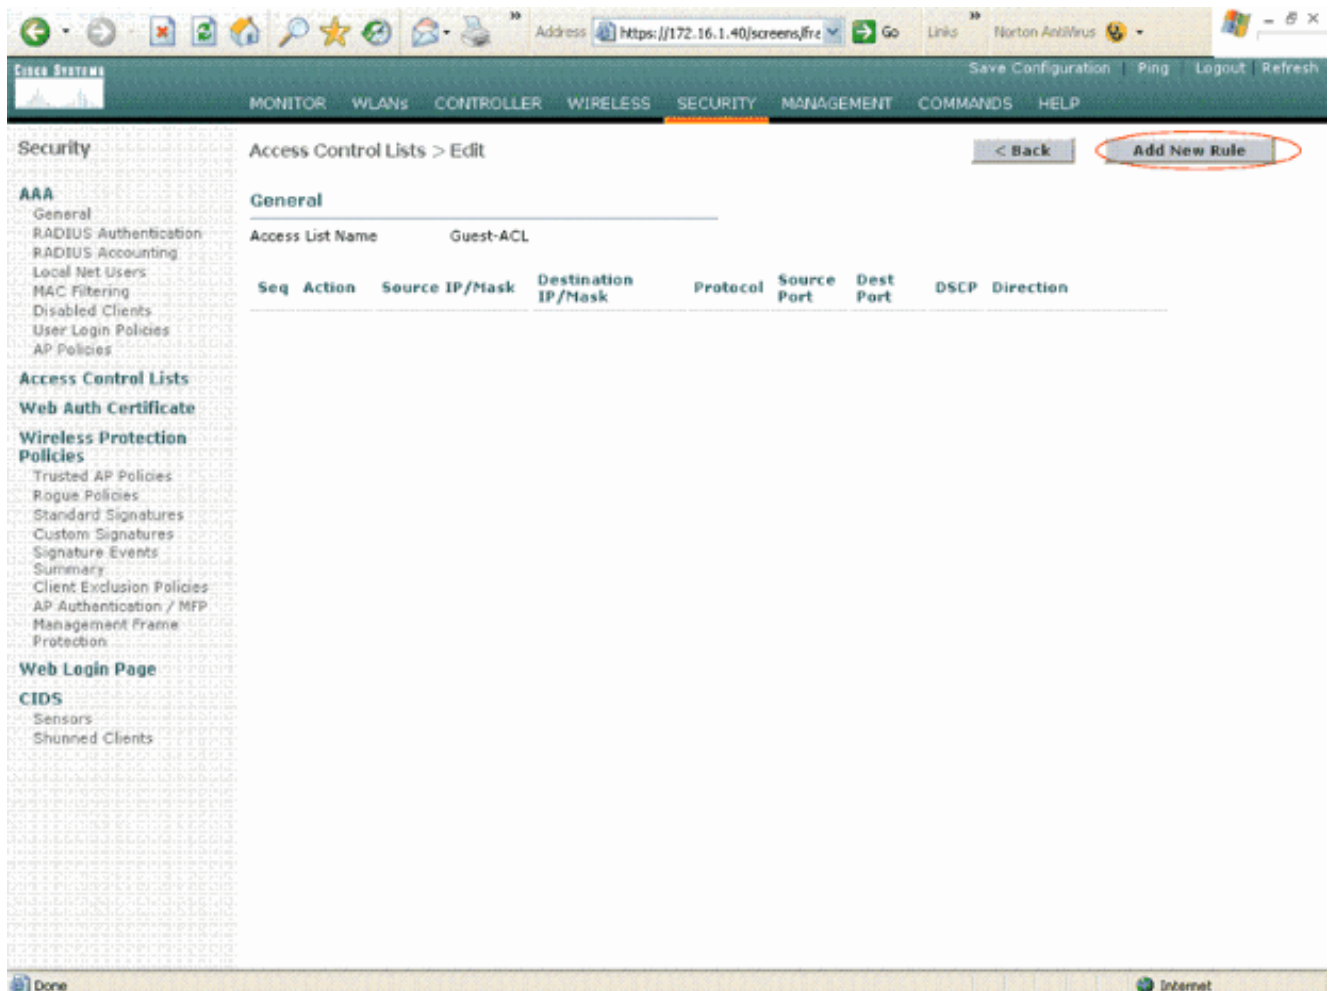 » Address https://172.16.1.40/screens/fra Go Links » Norton AntiVirus
CISCO SYSTEMS
Save Configuration | Ping | Logout | Refresh
MONITOR WLANs CONTROLLER WIRELESS SECURITY MANAGEMENT COMMANDS HELP
Security
Access Control Lists > Edit
< Back
Add New Rule
AAA
General
RADIUS Authentication
RADIUS Accounting
Local Net Users
MAC Filtering
Disabled Clients
User Login Policies
AP Policies
Access Control Lists
Web Auth Certificate
Wireless Protection
Policies
Trusted AP Policies
Rogue Policies
Standard Signatures
Custom Signatures
Signature Events
Summary
Client Exclusion Policies
AP Authentication / MFP
Management Frame
Protection
Web Login Page
CIDS
Sensors
Shunned Clients
General
Access List Name Guest-ACL
Seq Action Source IP/Mask Destination IP/Mask Protocol Source Port Dest Port DSCP Direction
Done Internet